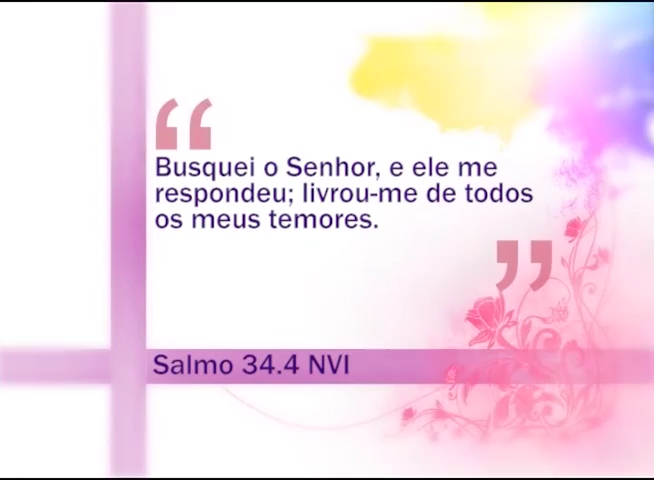 “
Busquei o Senhor, e ele me
respondeu; livrou-me de todos
os meus temores.
”
Salmo 34.4 NVI